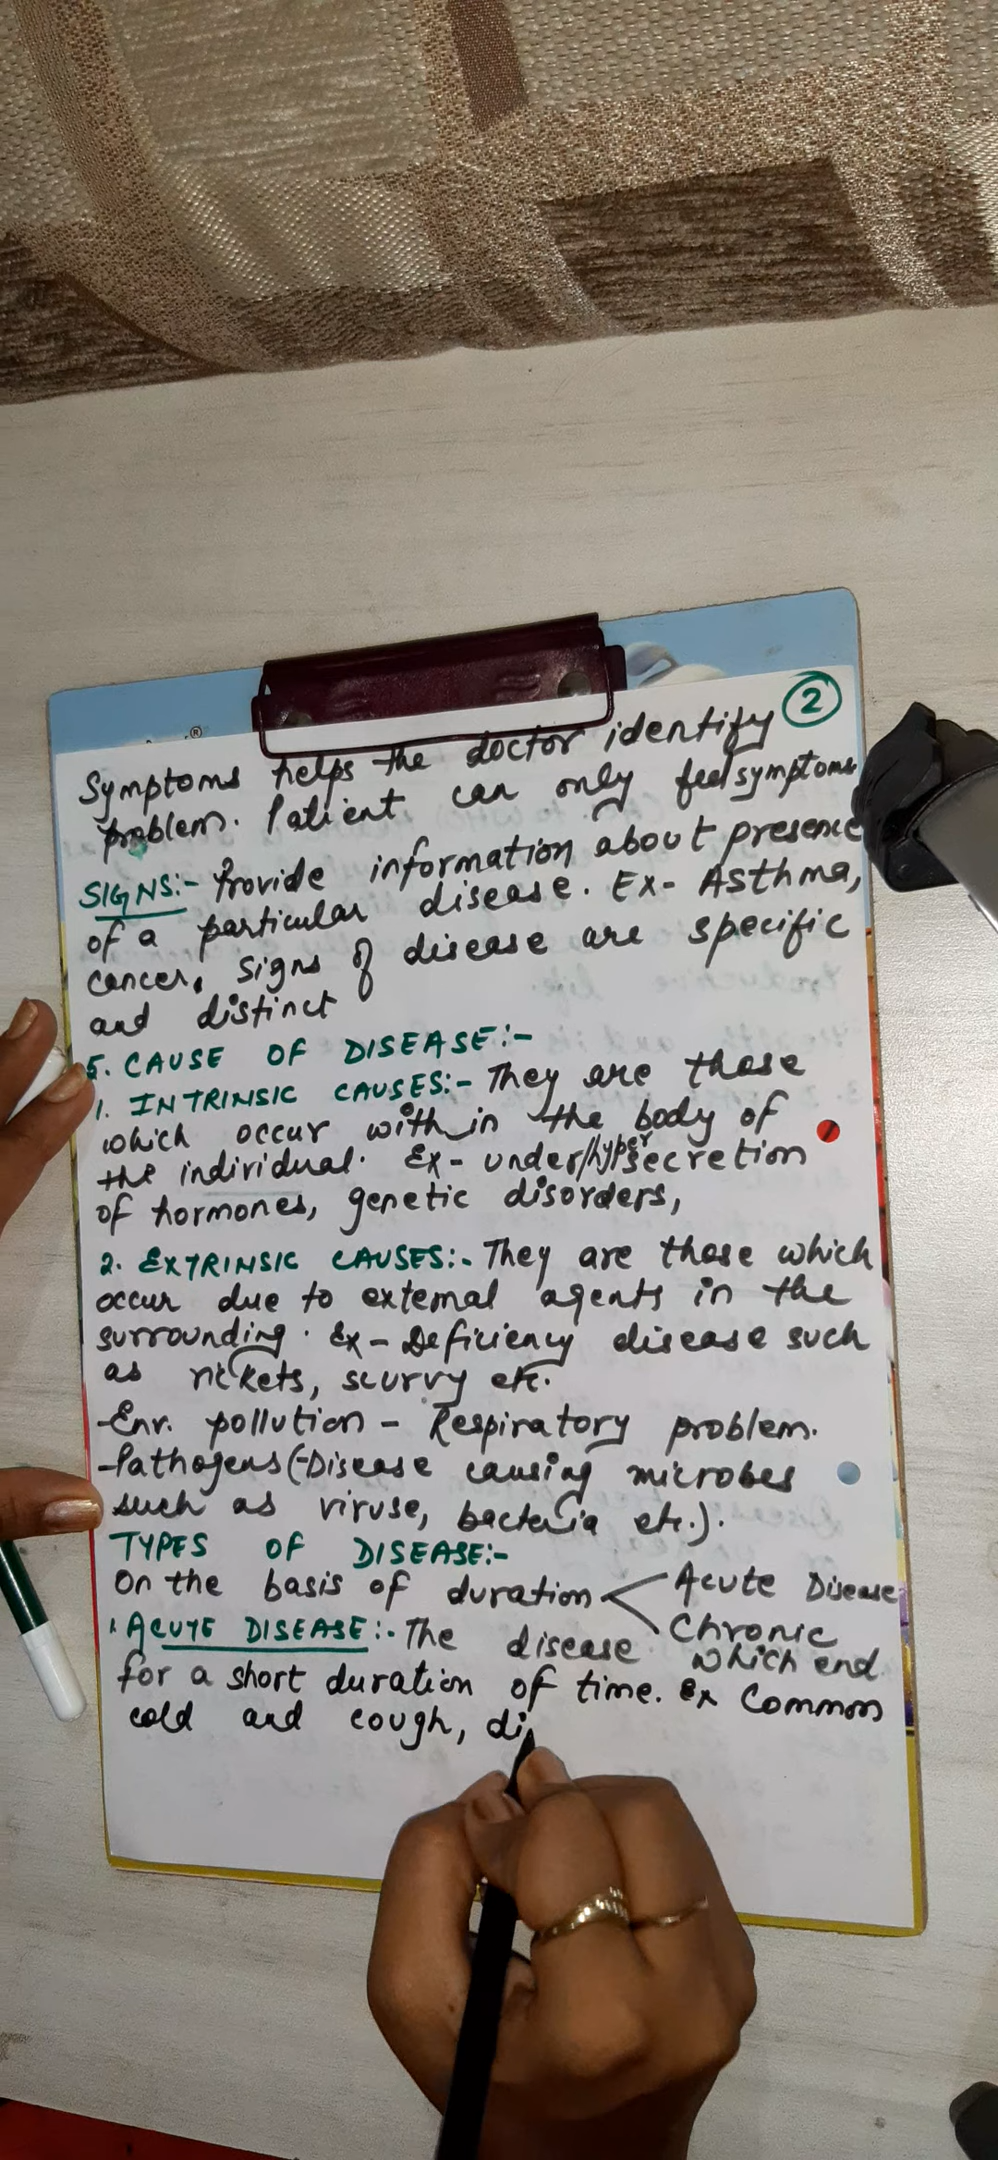 ®
2
Symptoms helps the doctor identify
problem. Patient can only feel symptoms
SIGNS:- Provide information about presence
of a particular disease. Ex- Asthma,
cancer, signs of disease are specific
and distinct
5. CAUSE OF DISEASE:-
1. INTRINSIC CAUSES:- They are those
which occur with in the body of
the individual. Ex- under/hyper secretion
of hormones, genetic disorders,
2. EXTRINSIC CAUSES:- They are those which
occur due to external agents in the
surrounding. Ex- Deficiency disease such
as rickets, scurvy etc.
-Env. pollution - Respiratory problem.
-Pathogens (-Disease causing microbes
such as viruse, bacteria etc.).
TYPES OF DISEASE:-
On the basis of duration < Acute Disease
Chronic
1. ACUTE DISEASE:- The disease which end
for a short duration of time. Ex Common
cold and cough, di